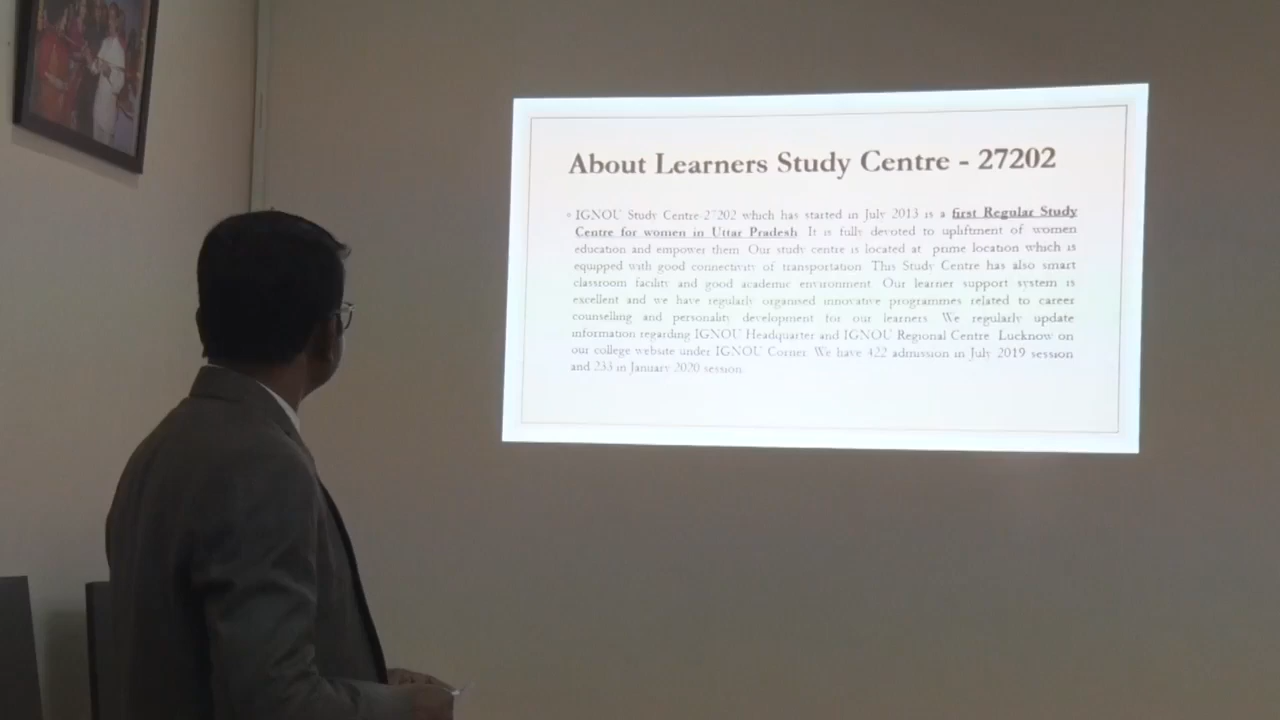 About Learners Study Centre - 27202
IGNOU Study Centre-27202 which has started in July 2013 is a first Regular Study
Centre for women in Uttar Pradesh. It is fully devoted to upliftment of women
education and empower them. Our study centre is located at prime location which is
equipped with good connectivity of transportation. This Study Centre has also smart
classroom facility and good academic environment. Our learner support system is
excellent and we have regularly organised innovative programmes related to career
counselling and personality development for our learners. We regularly update
information regarding IGNOU Headquarter and IGNOU Regional Centre Lucknow on
our college website under IGNOU Corner. We have 422 admission in July 2019 session
and 233 in January 2020 session.